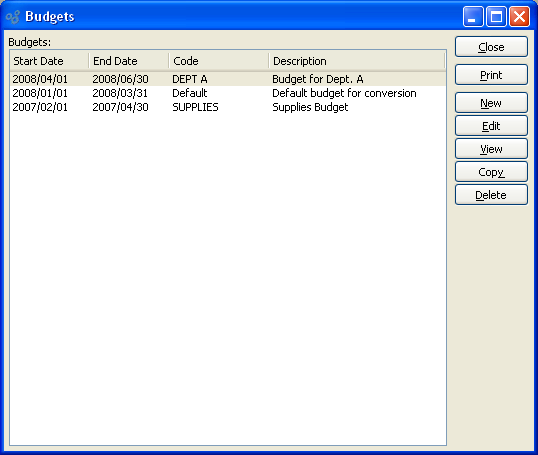 Budgets
Budgets:
Start Date End Date Code Description
2008/04/01 2008/06/30 DEPT A Budget for Dept. A
2008/01/01 2008/03/31 Default Default budget for conversion
2007/02/01 2007/04/30 SUPPLIES Supplies Budget
Close
Print
New
Edit
View
Copy
Delete